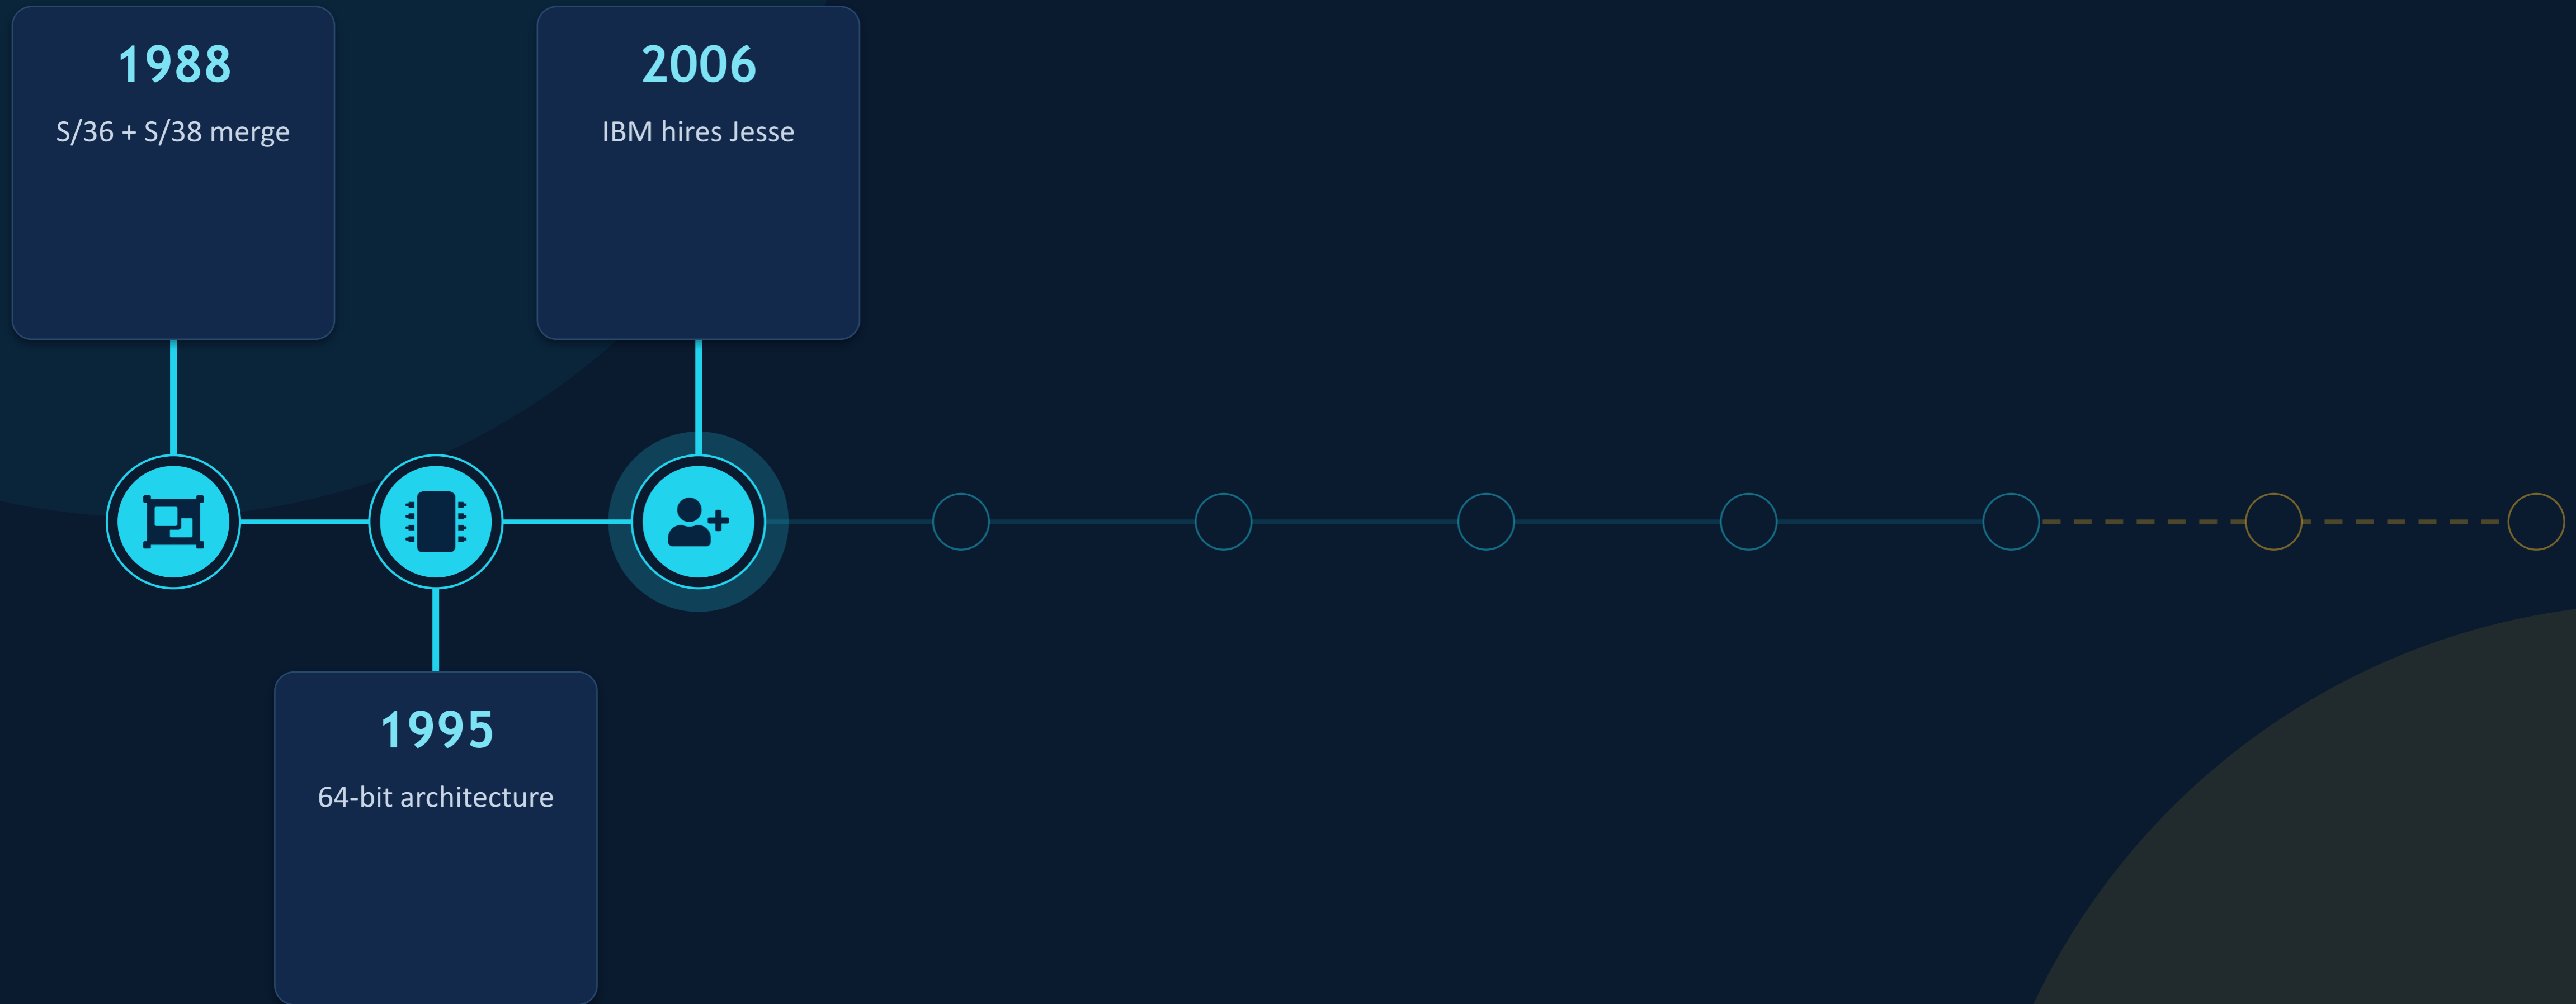 1988
S/36 + S/38 merge
2006
IBM hires Jesse
1995
64-bit architecture